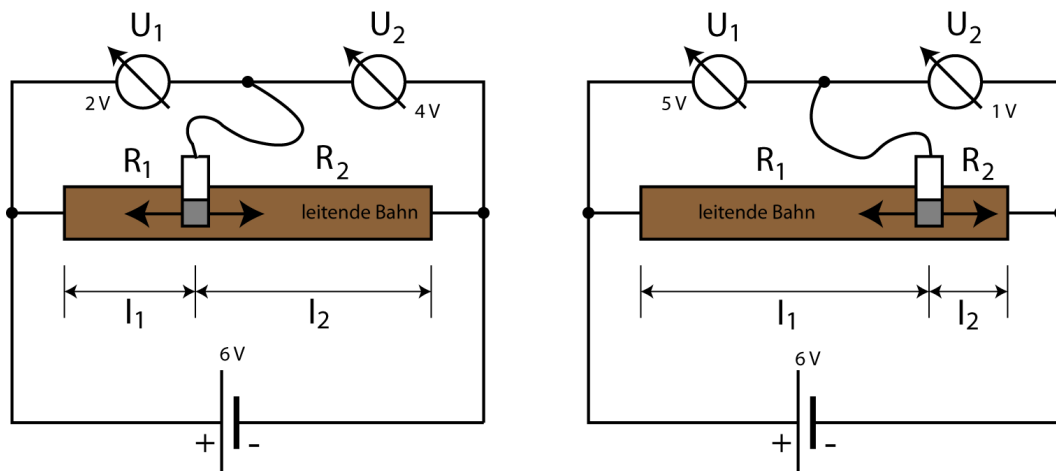 U₁
U₂
2 V
4 V
R₁
R₂
leitende Bahn
l₁
l₂
6 V
+
-
U₁
U₂
5 V
1 V
R₁
R₂
leitende Bahn
l₁
l₂
6 V
+
-